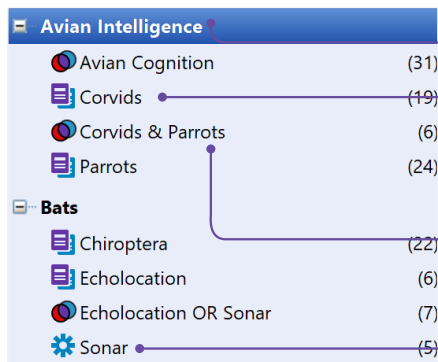 Avian Intelligence
Avian Cognition (31)
Corvids (19)
Corvids & Parrots (6)
Parrots (24)
Bats
Chiroptera (22)
Echolocation (6)
Echolocation OR Sonar (7)
Sonar (5)